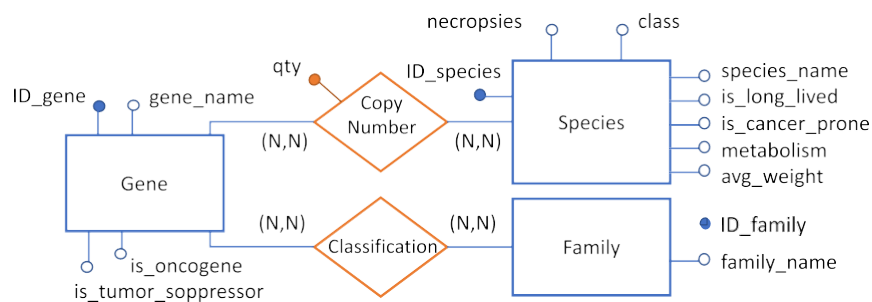 necropsies
class
qty
ID_species
species_name
ID_gene
gene_name
Copy
Number
is_long_lived
Species
is_cancer_prone
(N,N)
(N,N)
metabolism
avg_weight
Gene
(N,N)
(N,N)
ID_family
Classification
Family
family_name
is_oncogene
is_tumor_soppressor